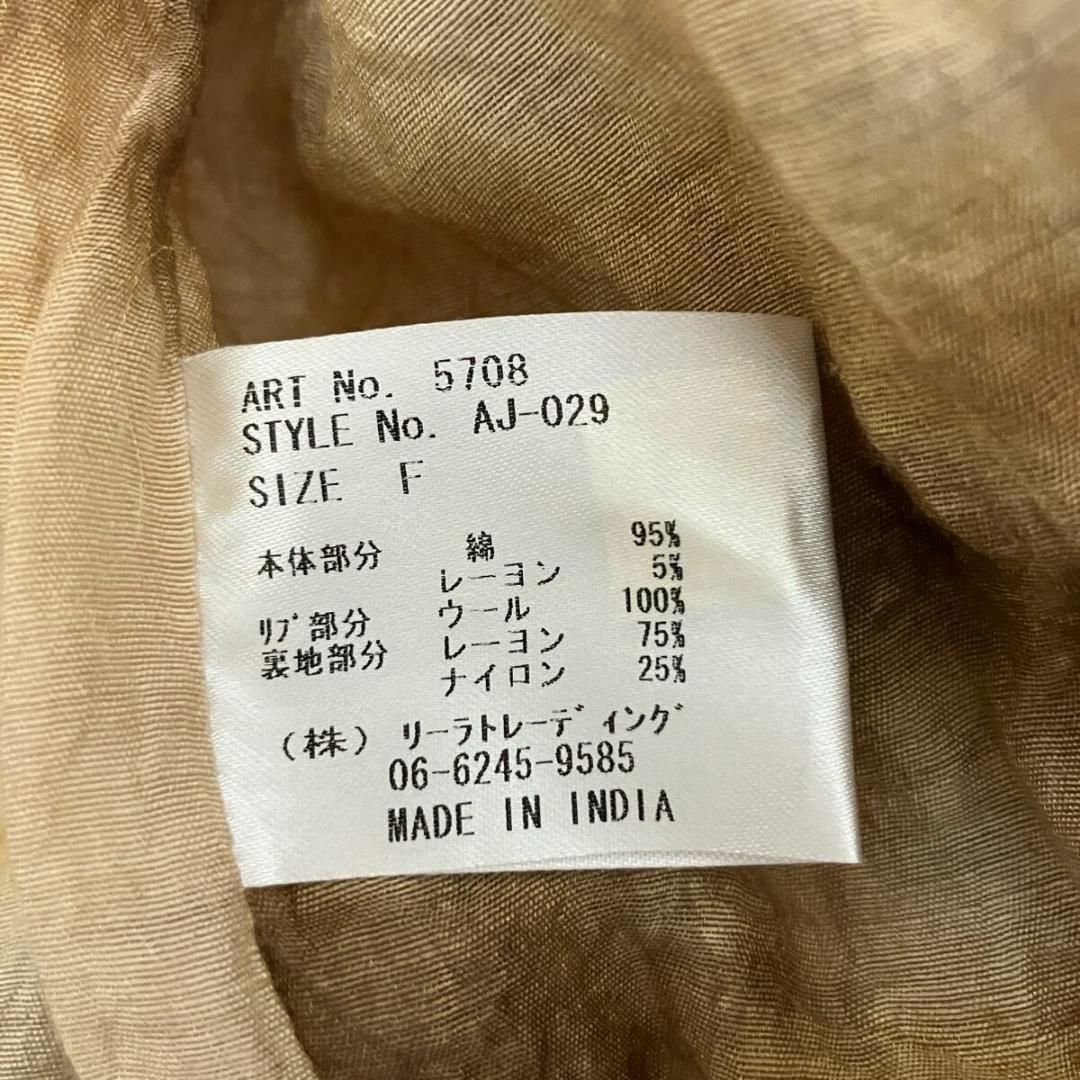 ART No. 5708
STYLE No. AJ-029
SIZE F
本体部分 綿 95%
レーヨン 5%
リブ部分 ウール 100%
裏地部分 レーヨン 75%
ナイロン 25%
(株) リーラトレーディング
06-6245-9585
MADE IN INDIA